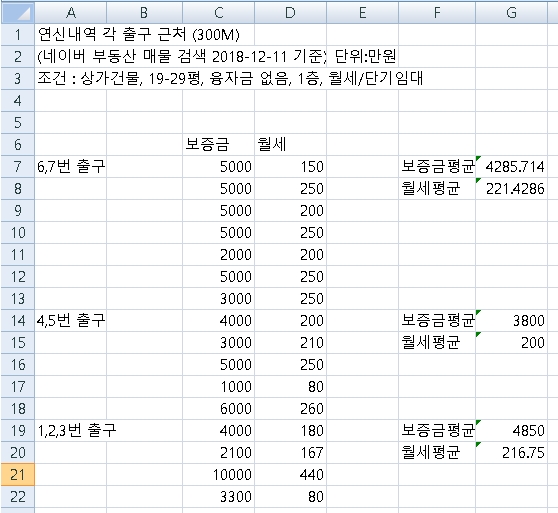 A B C D E F G
1 연신내역 각 출구 근처 (300M)
2 (네이버 부동산 매물 검색 2018-12-11 기준) 단위:만원
3 조건 : 상가건물, 19-29평, 융자금 없음, 1층, 월세/단기임대
4
5
6 보증금 월세
7 6,7번 출구 5000 150 보증금평균 4285.714
8 5000 250 월세평균 221.4286
9 5000 200
10 5000 250
11 2000 200
12 5000 250
13 3000 250
14 4,5번 출구 4000 200 보증금평균 3800
15 3000 210 월세평균 200
16 5000 250
17 1000 80
18 6000 260
19 1,2,3번 출구 4000 180 보증금평균 4850
20 2100 167 월세평균 216.75
21 10000 440
22 3300 80